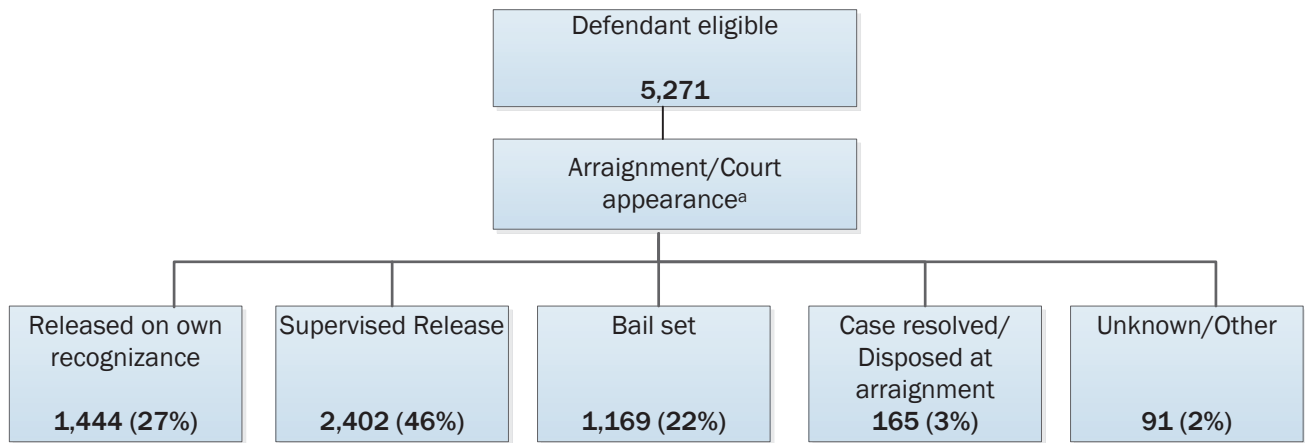 Defendant eligible
5,271
Arraignment/Court
appearanceᵃ
Released on own
recognizance
1,444 (27%)
Supervised Release
2,402 (46%)
Bail set
1,169 (22%)
Case resolved/
Disposed at
arraignment
165 (3%)
Unknown/Other
91 (2%)